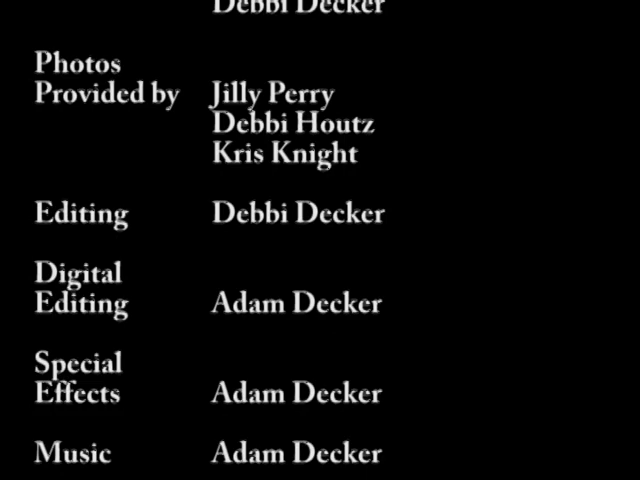 Debbi Decker
Photos
Provided by Jilly Perry
Debbi Houtz
Kris Knight
Editing Debbi Decker
Digital
Editing Adam Decker
Special
Effects Adam Decker
Music Adam Decker